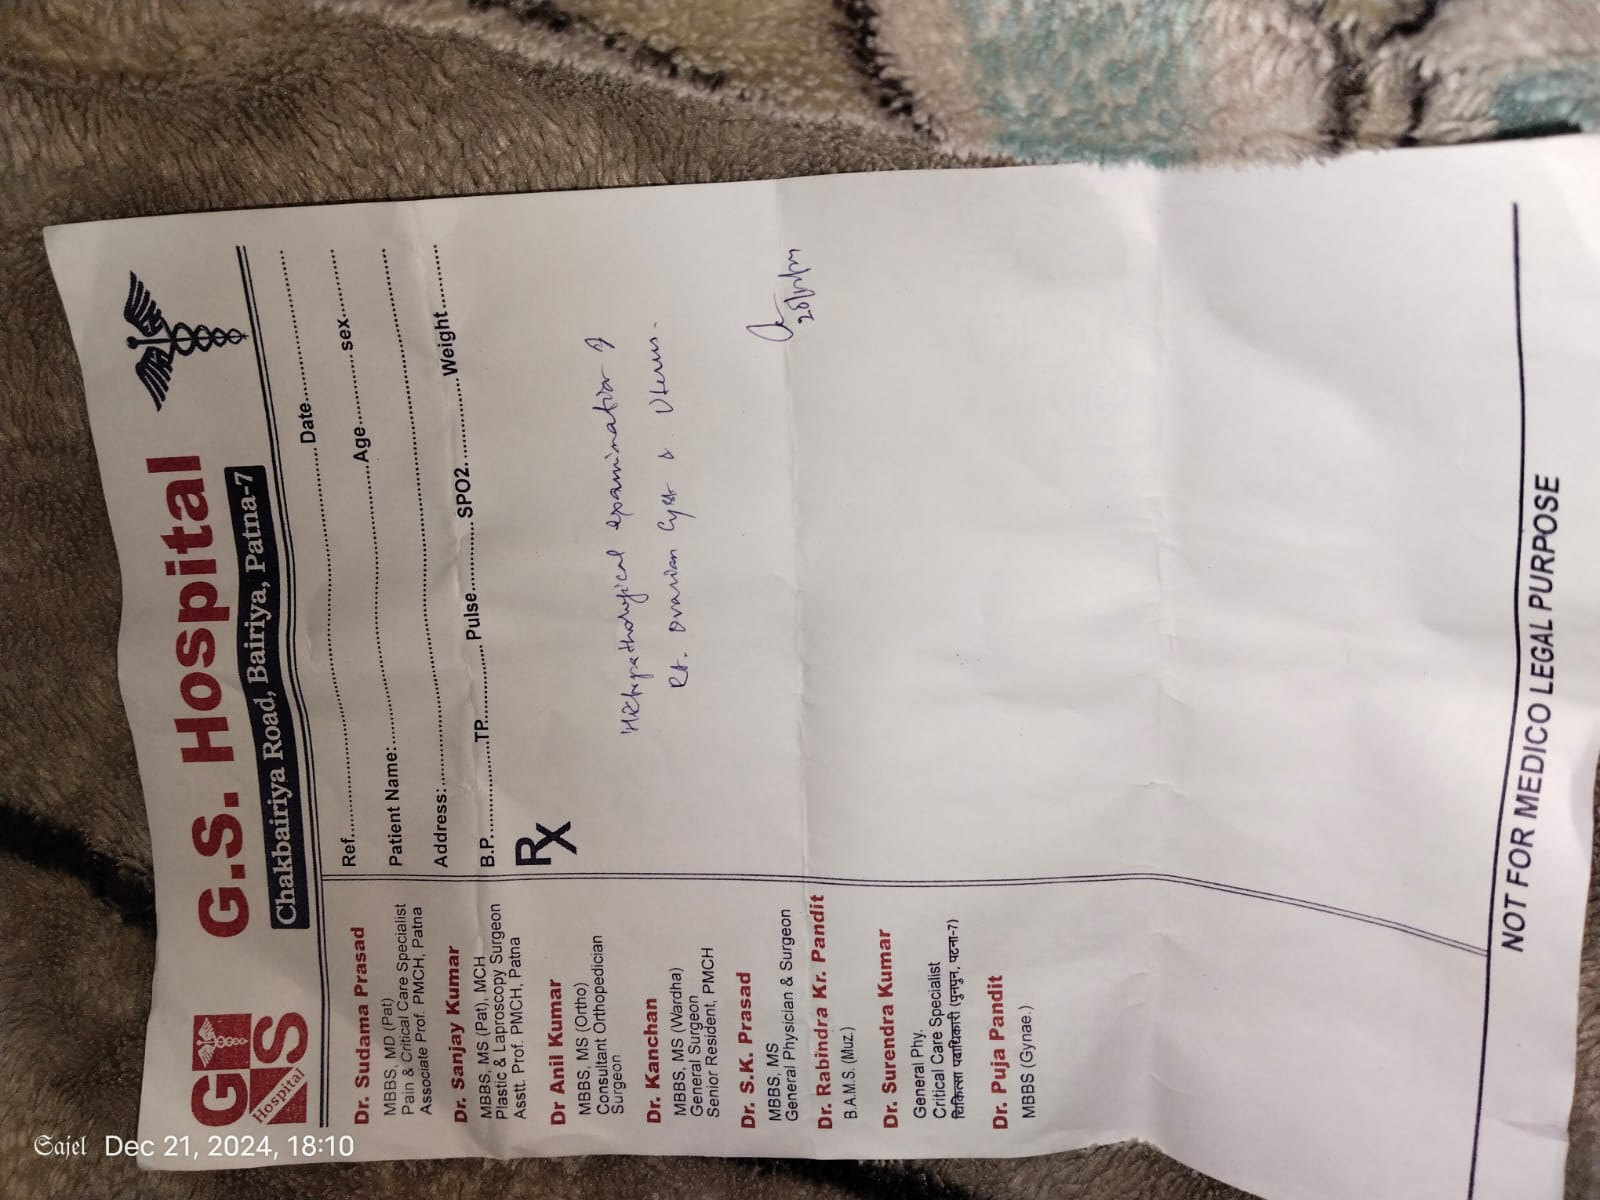 G.S. Hospital
Chakbairiya Road, Bairiya, Patna-7
GS
Hospital
Ref..........Date..........
Patient Name:..........Age..........sex..........
Address:..........
B.P..........TP..........Pulse..........SPO2..........Weight..........
Rx
Histopathological examination of
Rt. Ovarian Cyst & Uterus.
Dr. Sudama Prasad
MBBS, MD (Pat)
Pain & Critical Care Specialist
Associate Prof. PMCH, Patna
Dr. Sanjay Kumar
MBBS, MS (Pat), MCH
Plastic & Laproscopy Surgeon
Asstt. Prof. PMCH, Patna
Dr Anil Kumar
MBBS, MS (Ortho)
Consultant Orthopedician
Surgeon
Dr. Kanchan
MBBS, MS (Wardha)
General Surgeon
Senior Resident, PMCH
Dr. S.K. Prasad
MBBS, MS
General Physician & Surgeon
Dr. Rabindra Kr. Pandit
B.A.M.S. (Muz.)
Dr. Surendra Kumar
General Phy.
Critical Care Specialist
चिकित्सा पदाधिकारी (पुनपुन, पटना-7)
Dr. Puja Pandit
MBBS (Gynae.)
NOT FOR MEDICO LEGAL PURPOSE
Sajel Dec 21, 2024, 18:10